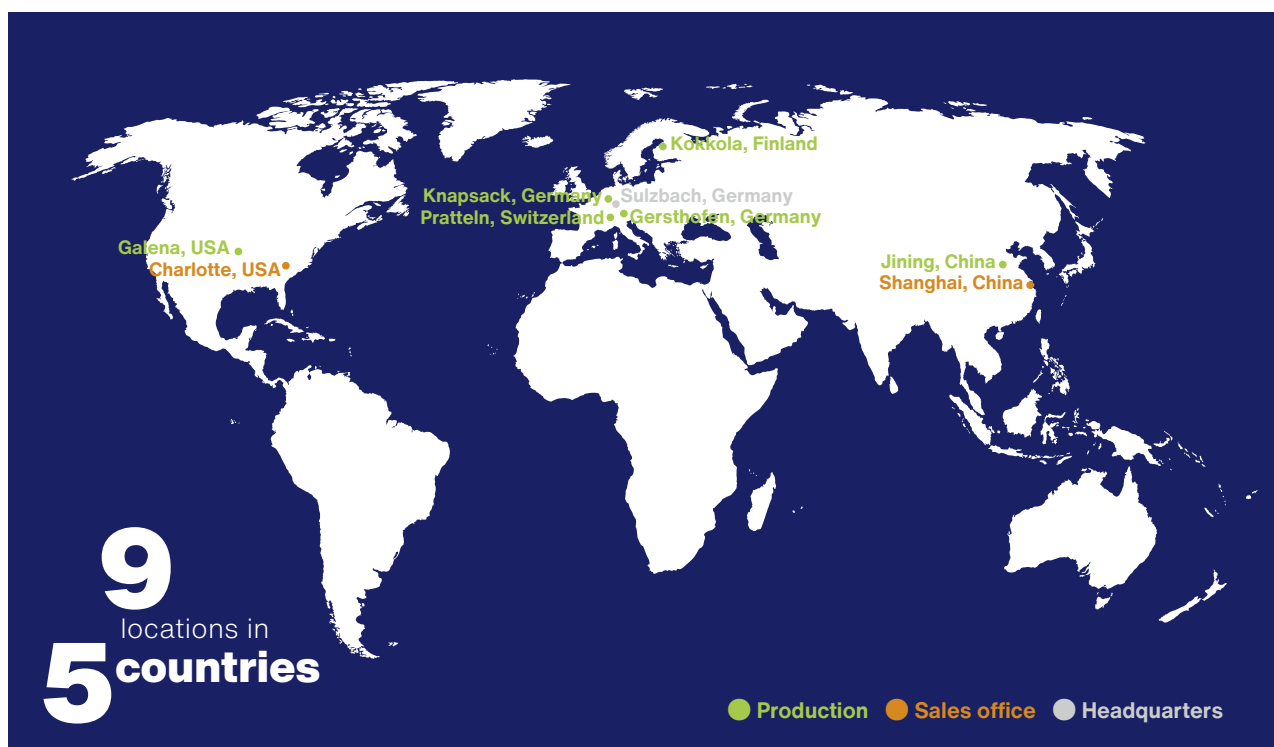 Kokkola, Finland
Knapsack, Germany
Sulzbach, Germany
Pratteln, Switzerland
Gersthofen, Germany
Galena, USA
Charlotte, USA
Jining, China
Shanghai, China
9
locations in
5 countries
Production
Sales office
Headquarters